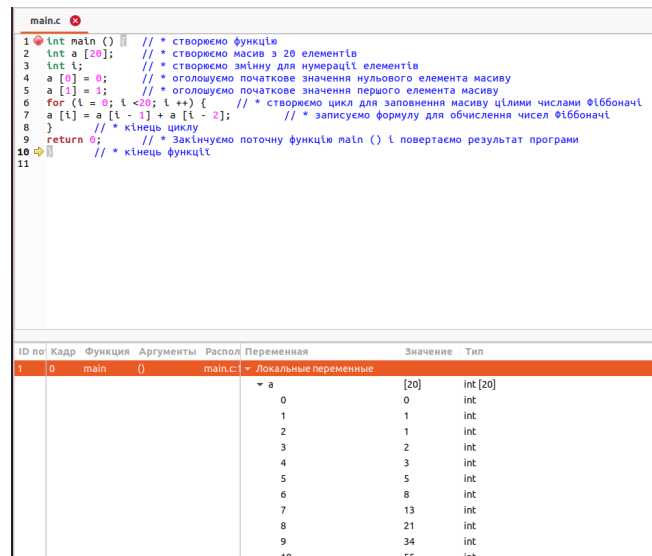 main.c
1 int main () { // * створюємо функцію
2 int a [20]; // * створюємо масив з 20 елементів
3 int i; // * створюємо змінну для нумерації елементів
4 a [0] = 0; // * оголошуємо початкове значення нульового елемента масиву
5 a [1] = 1; // * оголошуємо початкове значення першого елемента масиву
6 for (i = 0; i <20; i ++) { // * створюємо цикл для заповнення масиву цілими числами Фіббоначі
7 a [i] = a [i - 1] + a [i - 2]; // * записуємо формулу для обчислення чисел Фіббоначі
8 } // * кінець циклу
9 return 0; // * Закінчуємо поточну функцію main () і повертаємо результат програми
10 } // * кінець функції
11
ID по Кадр Функция Аргументы Распол Переменная Значение Тип
1 0 main () main.c:1 Локальные переменные
a [20] int [20]
0 0 int
1 1 int
2 1 int
3 2 int
4 3 int
5 5 int
6 8 int
7 13 int
8 21 int
9 34 int
10 55 int